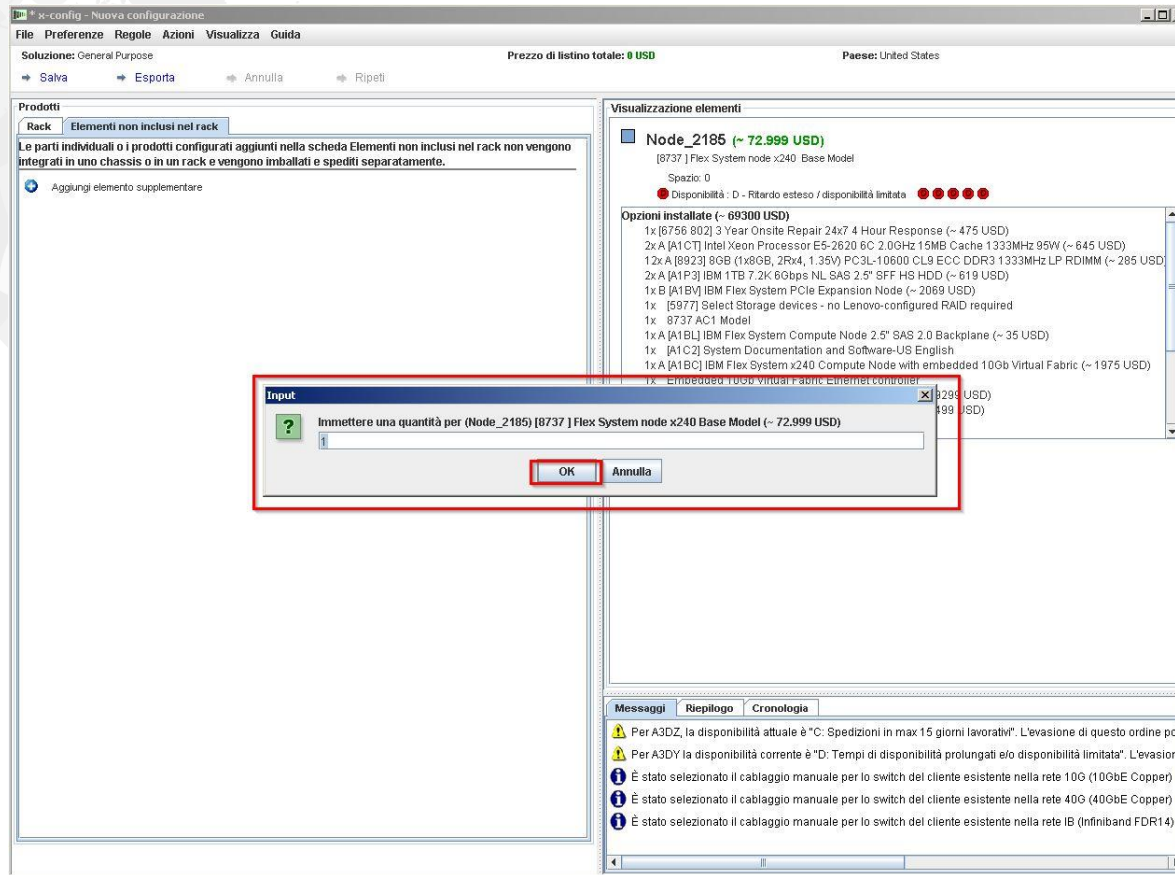 * x-config - Nuova configurazione
File Preferenze Regole Azioni Visualizza Guida
Soluzione: General Purpose
Prezzo di listino totale: 0 USD
Paese: United States
Salva Esporta Annulla Ripeti
Prodotti
Rack Elementi non inclusi nel rack
Le parti individuali o i prodotti configurati aggiunti nella scheda Elementi non inclusi nel rack non vengono
integrati in uno chassis o in un rack e vengono imballati e spediti separatamente.
Aggiungi elemento supplementare
Visualizzazione elementi
Node_2185 (~ 72.999 USD)
[8737 ] Flex System node x240 Base Model
Spazio: 0
Disponibilità : D - Ritardo esteso / disponibilità limitata
Opzioni installate (~ 69300 USD)
1x [6756 802] 3 Year Onsite Repair 24x7 4 Hour Response (~ 475 USD)
2x A [A1CT] Intel Xeon Processor E5-2620 6C 2.0GHz 15MB Cache 1333MHz 95W (~ 645 USD)
12x A [8923] 8GB (1x8GB, 2Rx4, 1.35V) PC3L-10600 CL9 ECC DDR3 1333MHz LP RDIMM (~ 285 USD)
2x A [A1P3] IBM 1TB 7.2K 6Gbps NL SAS 2.5" SFF HS HDD (~ 619 USD)
1x B [A1BV] IBM Flex System PCIe Expansion Node (~ 2069 USD)
1x [5977] Select Storage devices - no Lenovo-configured RAID required
1x 8737 AC1 Model
1x A [A1BL] IBM Flex System Compute Node 2.5" SAS 2.0 Backplane (~ 35 USD)
1x [A1C2] System Documentation and Software-US English
1x A [A1BC] IBM Flex System x240 Compute Node with embedded 10Gb Virtual Fabric (~ 1975 USD)
1x Embedded 10Gb Virtual Fabric Ethernet controller
USD)
USD)
Input
Immettere una quantità per (Node_2185) [8737 ] Flex System node x240 Base Model (~ 72.999 USD)
1
OK Annulla
Messaggi Riepilogo Cronologia
Per A3DZ, la disponibilità attuale è "C: Spedizioni in max 15 giorni lavorativi". L'evasione di questo ordine
Per A3DY la disponibilità corrente è "D: Tempi di disponibilità prolungati e/o disponibilità limitata".
È stato selezionato il cablaggio manuale per lo switch del cliente esistente nella rete 10G (10GbE Copper)
È stato selezionato il cablaggio manuale per lo switch del cliente esistente nella rete 40G (40GbE Copper)
È stato selezionato il cablaggio manuale per lo switch del cliente esistente nella rete IB (Infiniband FDR14)